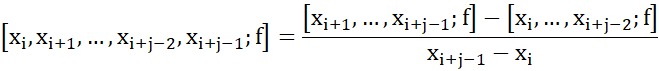 [xᵢ, xᵢ₊₁, …, xᵢ₊ⱼ₋₂, xᵢ₊ⱼ₋₁; f] = ([xᵢ₊₁, …, xᵢ₊ⱼ₋₁; f] − [xᵢ, …, xᵢ₊ⱼ₋₂; f]) / (xᵢ₊ⱼ₋₁ − xᵢ)